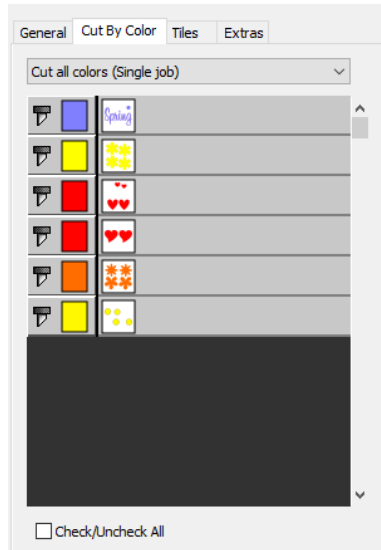 General Cut By Color Tiles Extras
Cut all colors (Single job)
Spring
Check/Uncheck All